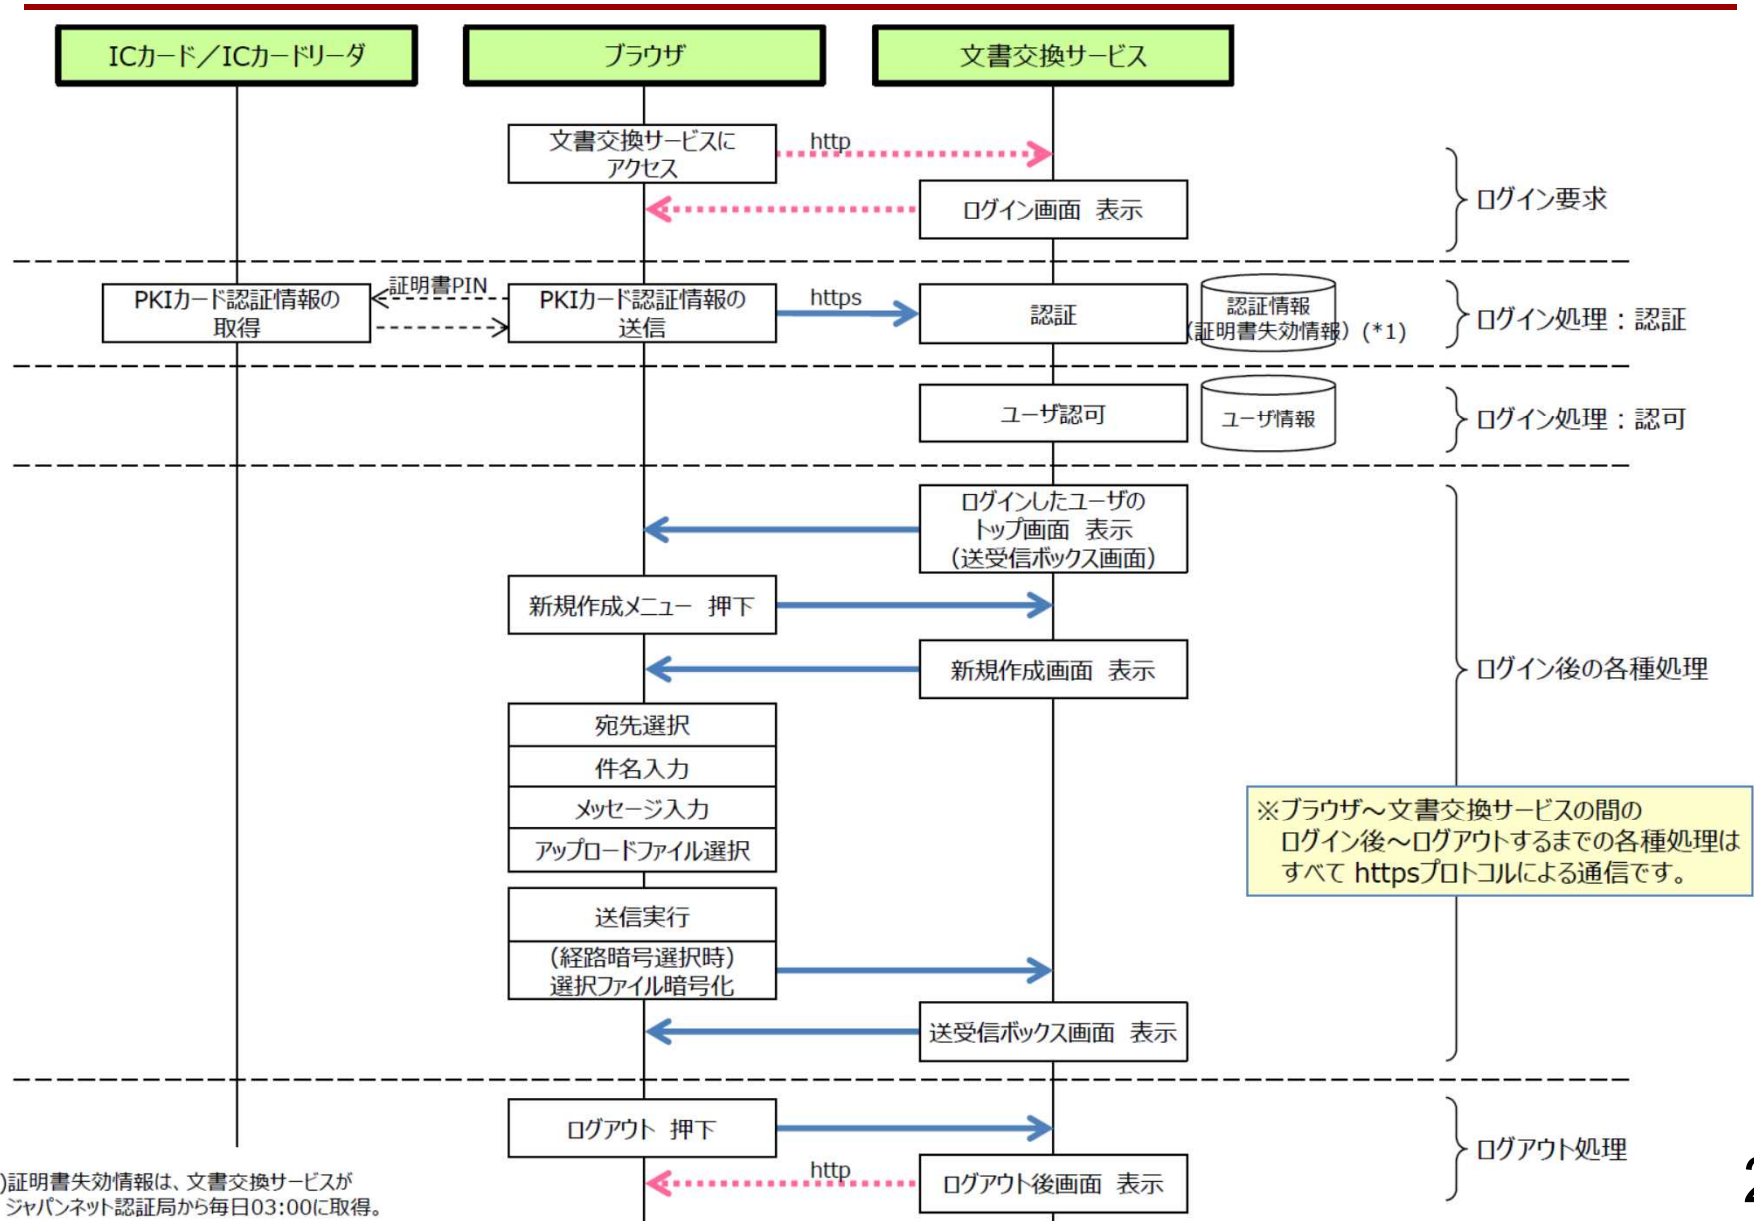 ICカード／ICカードリーダ
ブラウザ
文書交換サービス
文書交換サービスに
アクセス
http
ログイン画面 表示
ログイン要求
PKIカード認証情報の
取得
証明書PIN
PKIカード認証情報の
送信
https
認証
認証情報
（証明書失効情報）(*1)
ログイン処理：認証
ユーザ認可
ユーザ情報
ログイン処理：認可
ログインしたユーザの
トップ画面 表示
（送受信ボックス画面）
新規作成メニュー 押下
新規作成画面 表示
ログイン後の各種処理
宛先選択
件名入力
メッセージ入力
アップロードファイル選択
※ブラウザ～文書交換サービスの間の
ログイン後～ログアウトするまでの各種処理は
すべて httpsプロトコルによる通信です。
送信実行
（経路暗号選択時）
選択ファイル暗号化
送受信ボックス画面 表示
ログアウト 押下
ログアウト処理
http
ログアウト後画面 表示
)証明書失効情報は、文書交換サービスが
ジャパンネット認証局から毎日03:00に取得。